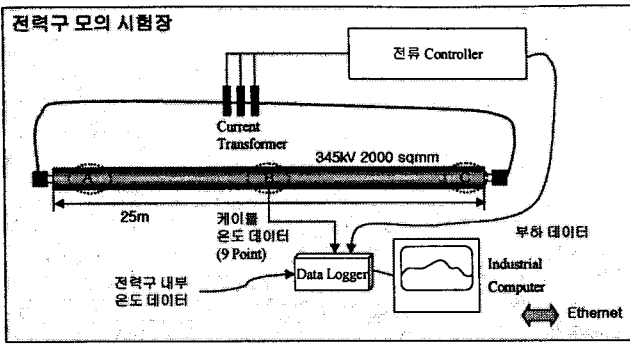 전력구 모의 시험장
전류 Controller
Current
Transformer
345kV 2000 sqmm
A
B
C
25m
케이블
온도 데이터
(9 Point)
부하 데이터
전력구 내부
온도 데이터
Data Logger
Industrial
Computer
Ethernet